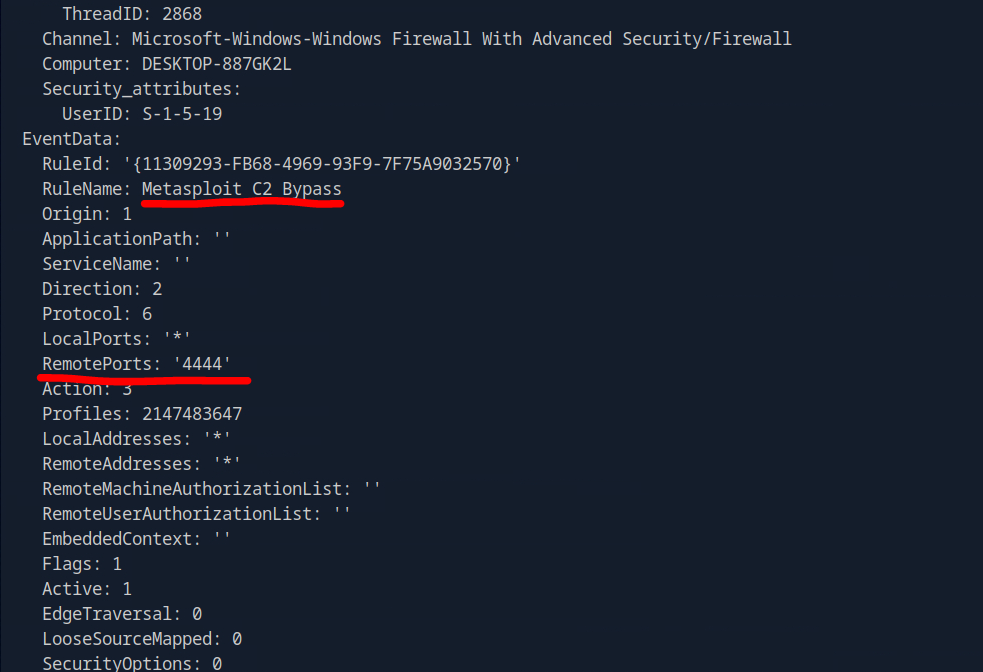 ThreadID: 2868
Channel: Microsoft-Windows-Windows Firewall With Advanced Security/Firewall
Computer: DESKTOP-887GK2L
Security_attributes:
UserID: S-1-5-19
EventData:
RuleId: '{11309293-FB68-4969-93F9-7F75A9032570}'
RuleName: Metasploit C2 Bypass
Origin: 1
ApplicationPath: ''
ServiceName: ''
Direction: 2
Protocol: 6
LocalPorts: '*'
RemotePorts: '4444'
Action: 3
Profiles: 2147483647
LocalAddresses: '*'
RemoteAddresses: '*'
RemoteMachineAuthorizationList: ''
RemoteUserAuthorizationList: ''
EmbeddedContext: ''
Flags: 1
Active: 1
EdgeTraversal: 0
LooseSourceMapped: 0
SecurityOptions: 0